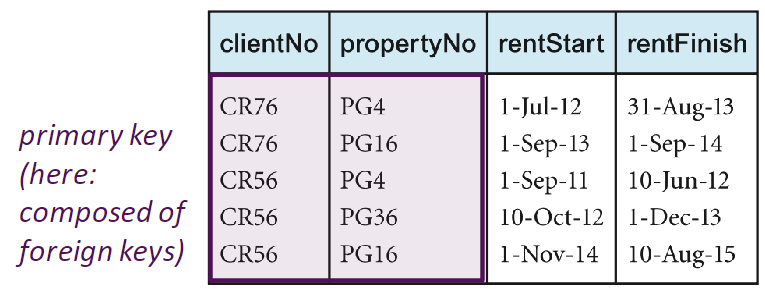 clientNo propertyNo rentStart rentFinish
CR76 PG4 1-Jul-12 31-Aug-13
CR76 PG16 1-Sep-13 1-Sep-14
CR56 PG4 1-Sep-11 10-Jun-12
CR56 PG36 10-Oct-12 1-Dec-13
CR56 PG16 1-Nov-14 10-Aug-15
primary key
(here:
composed of
foreign keys)